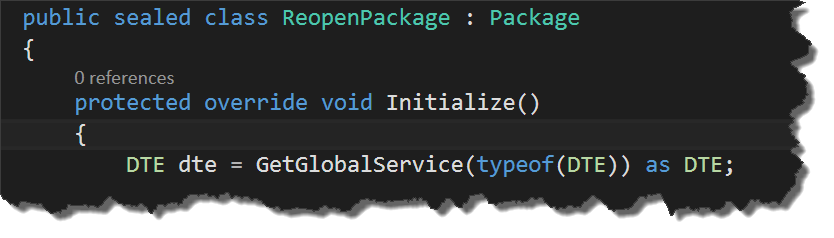 public sealed class ReopenPackage : Package
{
0 references
protected override void Initialize()
{
DTE dte = GetGlobalService(typeof(DTE)) as DTE;